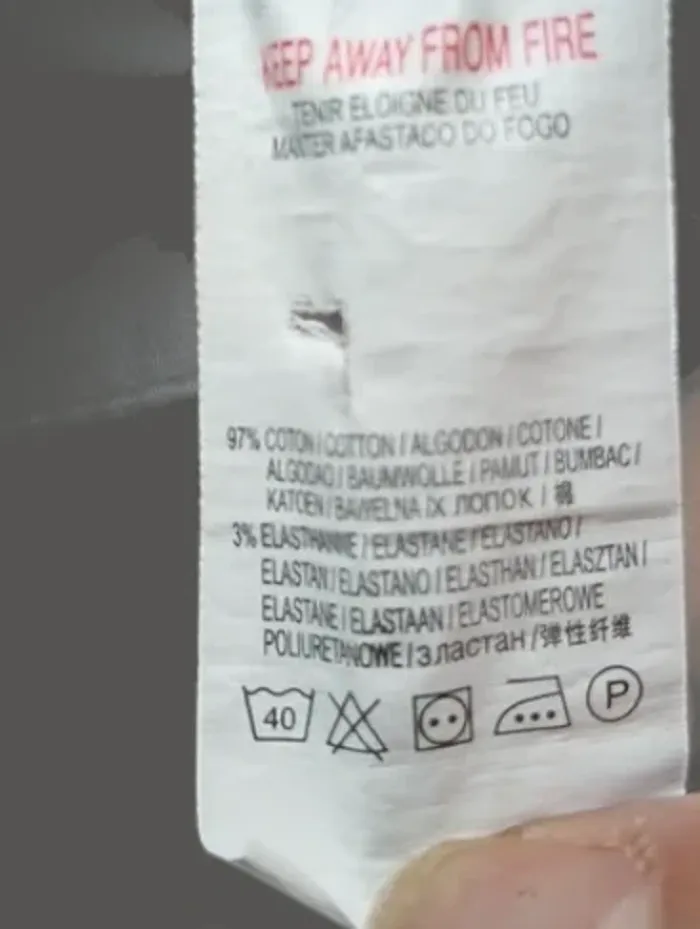 KEEP AWAY FROM FIRE
TENIR ELOIGNE DU FEU
MANTER AFASTADO DO FOGO
97% COTON / COTTON / ALGODON / COTONE /
ALGODAO / BAUMWOLLE / PAMUT / BUMBAC /
KATOEN / BAWELNA / Х ЛОПОК / 棉
3% ELASTHANNE / ELASTANE / ELASTANO /
ELASTAN / ELASTANO / ELASTHAN / ELASZTAN /
ELASTANE / ELASTAAN / ELASTOMEROWE
POLIURETANOWE / эластан / 弹性纤维
40 P